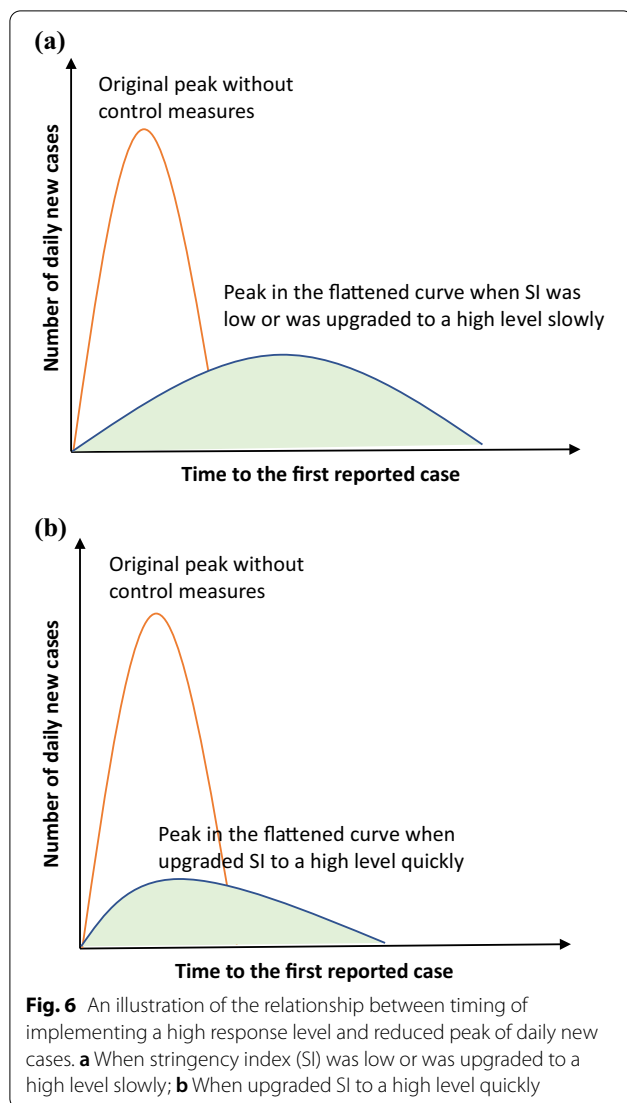 (a)
Original peak without
control measures
Number of daily new cases
Peak in the flattened curve when SI was
low or was upgraded to a high level slowly
Time to the first reported case
(b)
Original peak without
control measures
Number of daily new cases
Peak in the flattened curve when
upgraded SI to a high level quickly
Time to the first reported case
Fig. 6 An illustration of the relationship between timing of
implementing a high response level and reduced peak of daily new
cases. a When stringency index (SI) was low or was upgraded to a
high level slowly; b When upgraded SI to a high level quickly